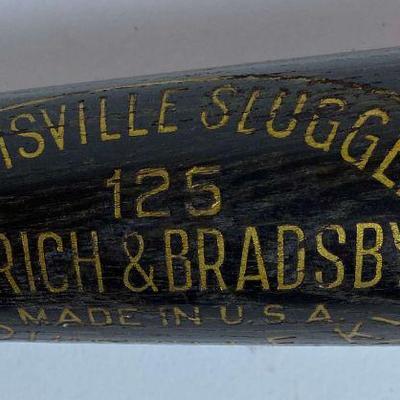 ISVILLE SLUGGE
125
RICH & BRADSBY
MADE IN U.S.A.